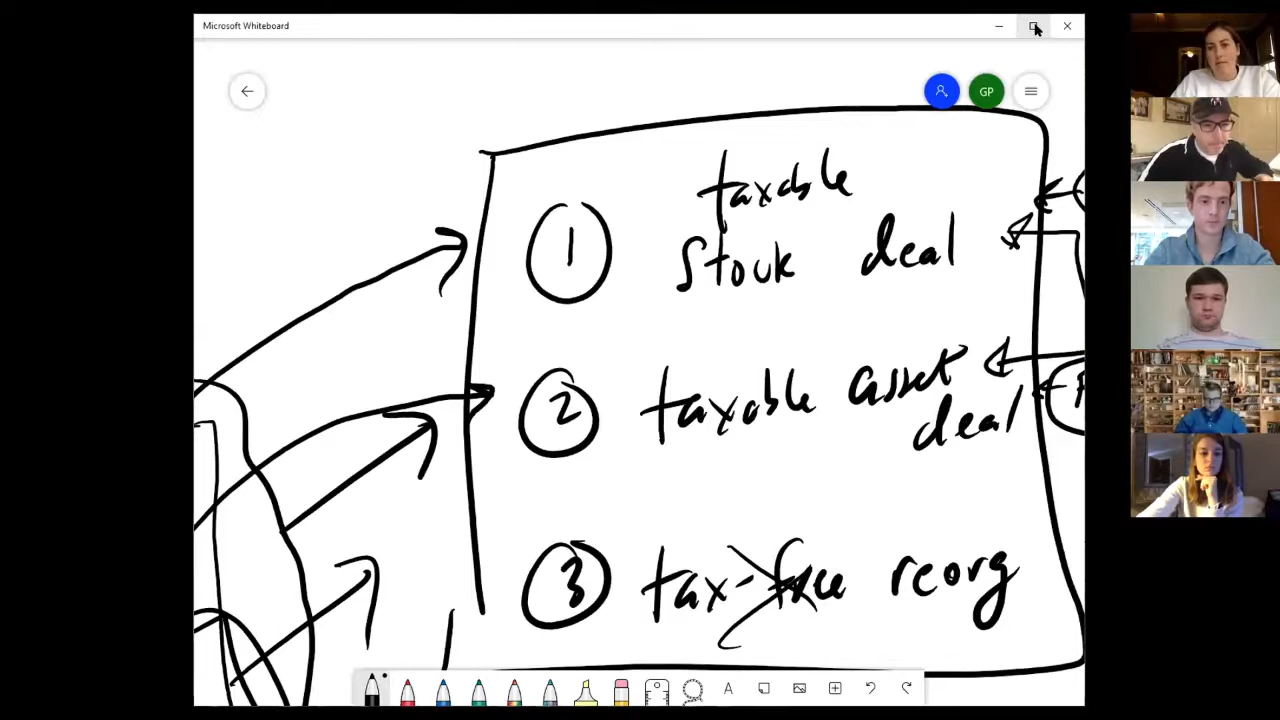 Microsoft Whiteboard
GP
taxable
① stock deal
② taxable asset
deal
③ tax-free reorg
A